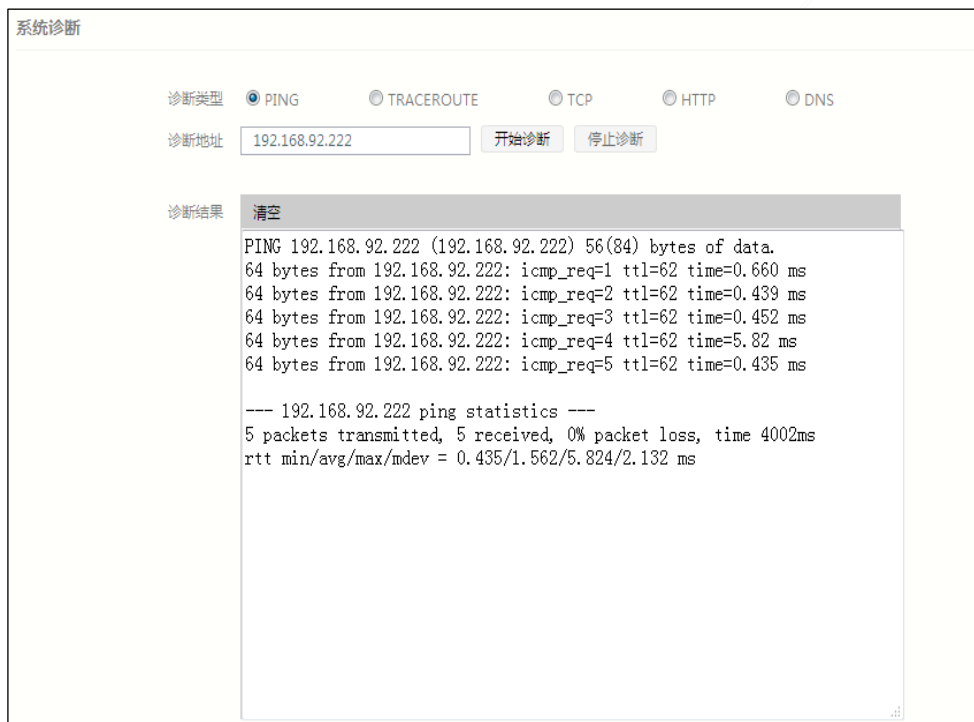 系统诊断
诊断类型 PING TRACEROUTE TCP HTTP DNS
诊断地址 192.168.92.222 开始诊断 停止诊断
诊断结果 清空
PING 192.168.92.222 (192.168.92.222) 56(84) bytes of data.
64 bytes from 192.168.92.222: icmp_req=1 ttl=62 time=0.660 ms
64 bytes from 192.168.92.222: icmp_req=2 ttl=62 time=0.439 ms
64 bytes from 192.168.92.222: icmp_req=3 ttl=62 time=0.452 ms
64 bytes from 192.168.92.222: icmp_req=4 ttl=62 time=5.82 ms
64 bytes from 192.168.92.222: icmp_req=5 ttl=62 time=0.435 ms
--- 192.168.92.222 ping statistics ---
5 packets transmitted, 5 received, 0% packet loss, time 4002ms
rtt min/avg/max/mdev = 0.435/1.562/5.824/2.132 ms